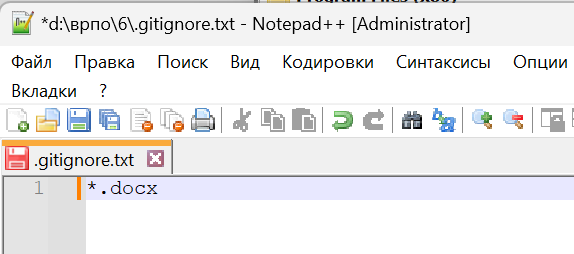 *d:\врпо\6\.gitignore.txt - Notepad++ [Administrator]
Файл Правка Поиск Вид Кодировки Синтаксисы Опции
Вкладки ?
.gitignore.txt
1 *.docx